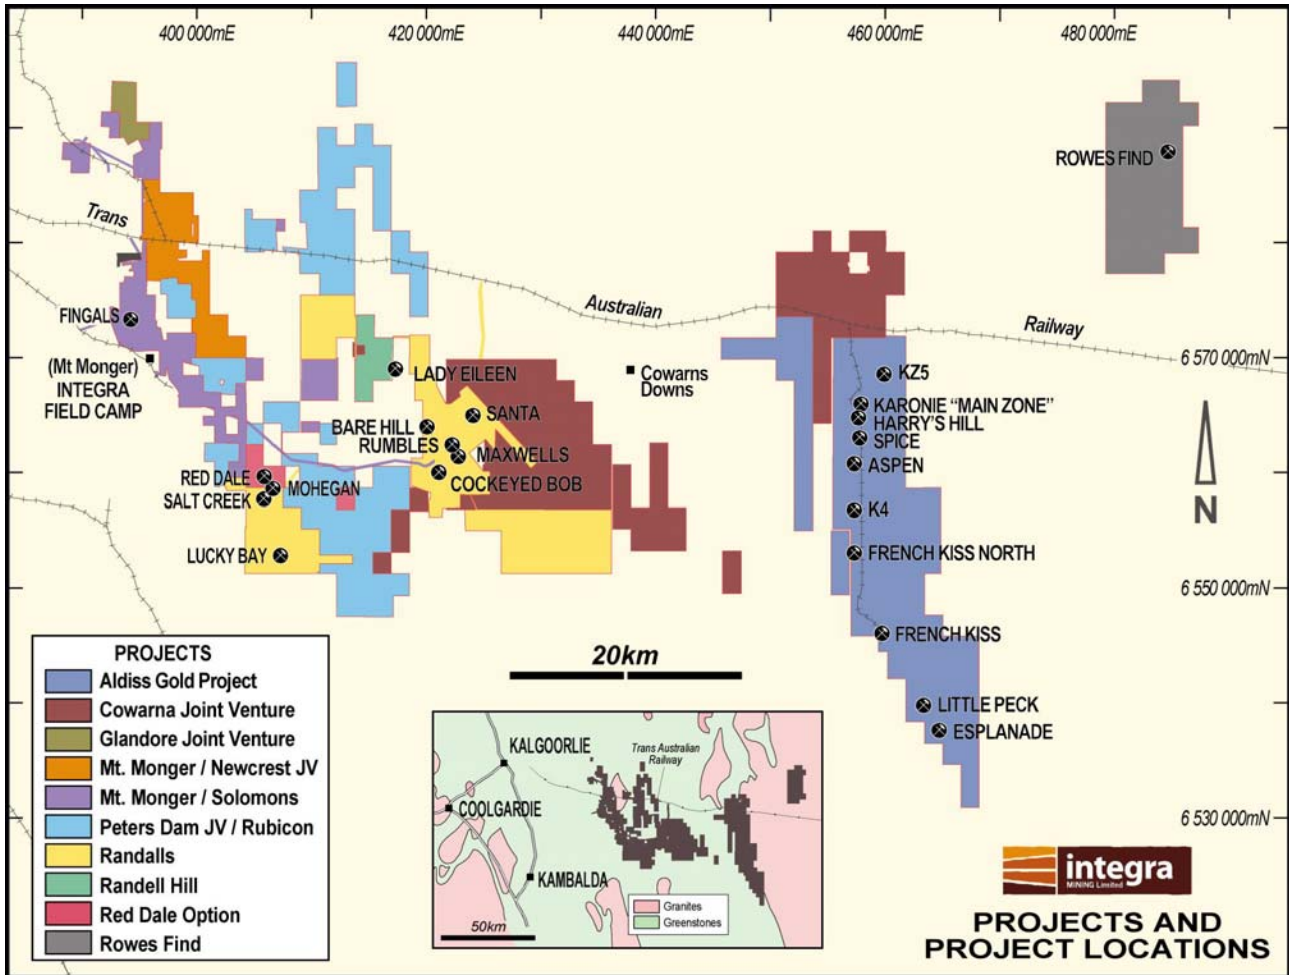 400 000mE
420 000mE
440 000mE
460 000mE
480 000mE
ROWES FIND
Trans
Australian
Railway
FINGALS
(Mt Monger)
INTEGRA
FIELD CAMP
6 570 000mN
LADY EILEEN
Cowarns
Downs
KZ5
KARONIE "MAIN ZONE"
HARRY'S HILL
SPICE
ASPEN
SANTA
BARE HILL
RUMBLES
MAXWELLS
COCKEYED BOB
RED DALE
MOHEGAN
SALT CREEK
K4
N
LUCKY BAY
FRENCH KISS NORTH
6 550 000mN
FRENCH KISS
20km
LITTLE PECK
ESPLANADE
6 530 000mN
PROJECTS
Aldiss Gold Project
Cowarna Joint Venture
Glandore Joint Venture
Mt. Monger / Newcrest JV
Mt. Monger / Solomons
Peters Dam JV / Rubicon
Randalls
Randell Hill
Red Dale Option
Rowes Find
KALGOORLIE
Trans Australian
Railway
COOLGARDIE
KAMBALDA
50km
Granites
Greenstones
integra
MINING Limited
PROJECTS AND
PROJECT LOCATIONS